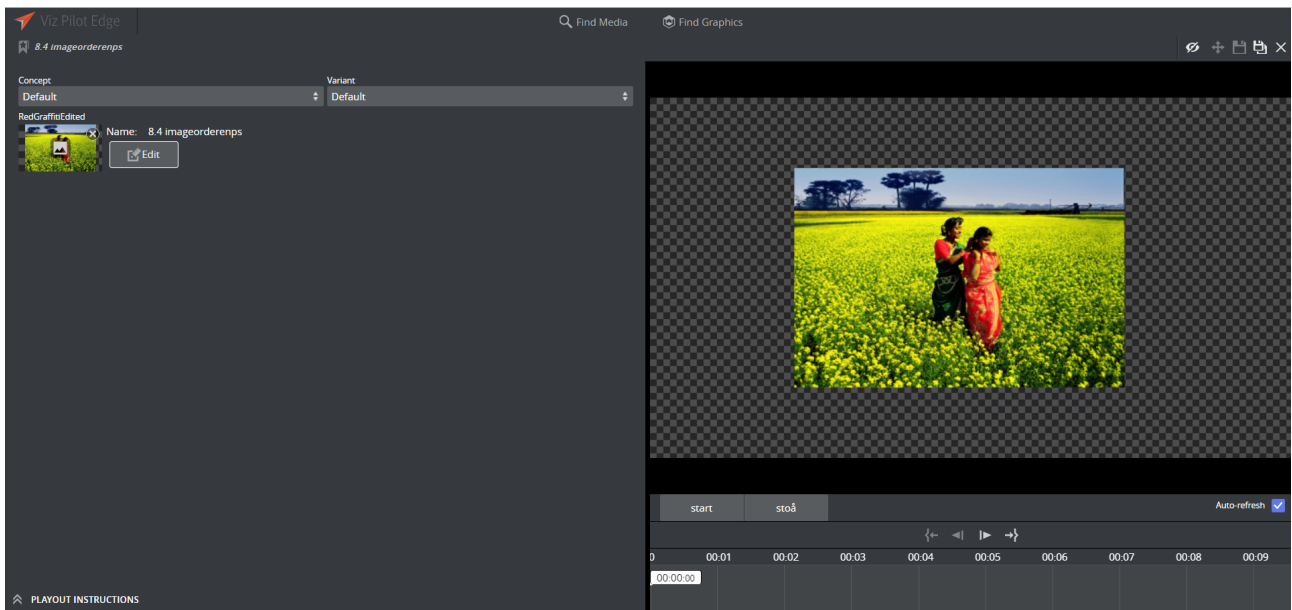 Viz Pilot Edge
Find Media
Find Graphics
8.4 imageorderenps
Concept
Variant
Default
Default
RedGraffitiEdited
Name: 8.4 imageorderenps
Edit
start
stoå
Auto-refresh
0 00:01 00:02 00:03 00:04 00:05 00:06 00:07 00:08 00:09
00:00:00
PLAYOUT INSTRUCTIONS